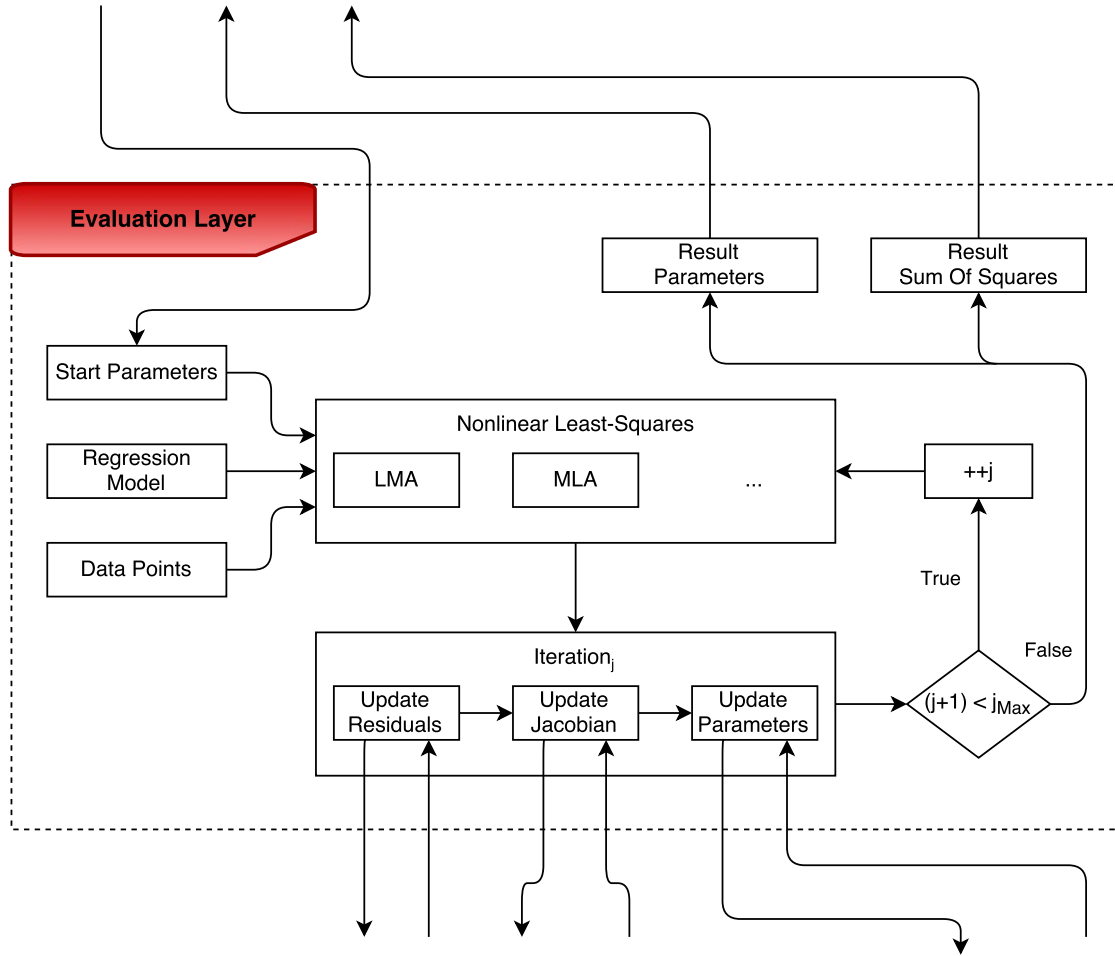 Evaluation Layer
Result
Parameters
Result
Sum Of Squares
Start Parameters
Regression
Model
Data Points
Nonlinear Least-Squares
LMA
MLA
...
++j
True
False
Iterationj
Update
Residuals
Update
Jacobian
Update
Parameters
(j+1) < jMax